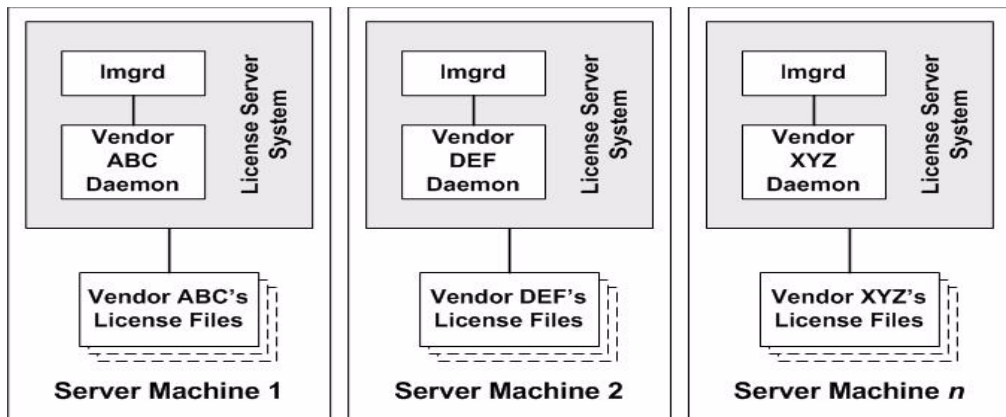 lmgrd
Vendor
ABC
Daemon
License Server
System
Vendor ABC's
License Files
Server Machine 1
lmgrd
Vendor
DEF
Daemon
License Server
System
Vendor DEF's
License Files
Server Machine 2
lmgrd
Vendor
XYZ
Daemon
License Server
System
Vendor XYZ's
License Files
Server Machine n